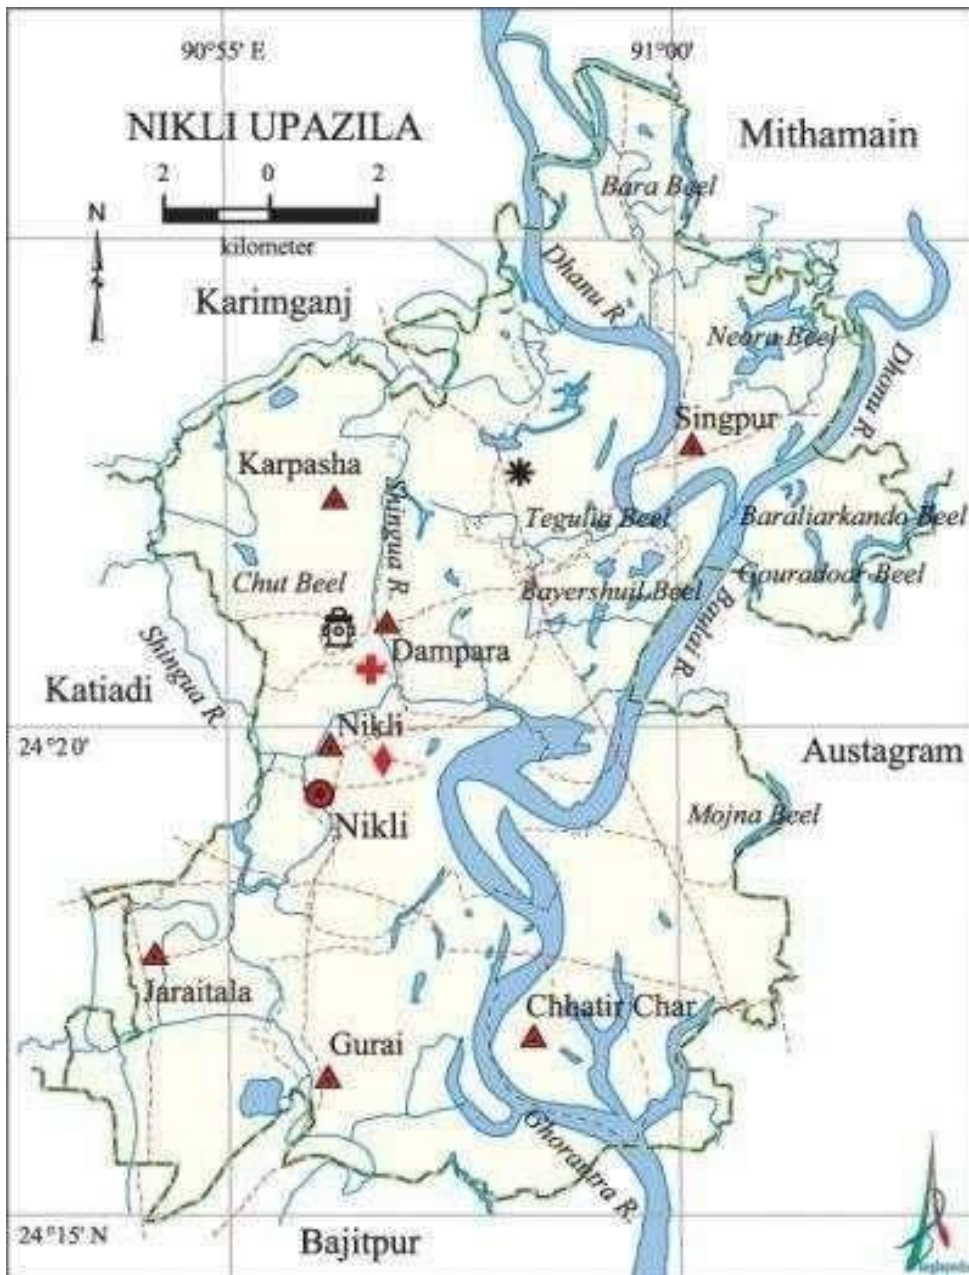 90°55' E
91°00'
NIKLI UPAZILA
Mithamain
2 0 2
kilometer
N
Bara Beel
Karimganj
Dhanu R.
Neora Beel
Dhanu R.
Singpur
Karpasha
Shingua R.
Tegulia Beel
Baraliarkando Beel
Chut Beel
Bayershuil Beel
Gouradoar Beel
Dampara
Shingua R.
Baulai R.
Katiadi
Nikli
24°20'
Austagram
Nikli
Mojna Beel
Jaraitala
Chhatir Char
Gurai
Ghorautra R.
24°15' N
Bajitpur